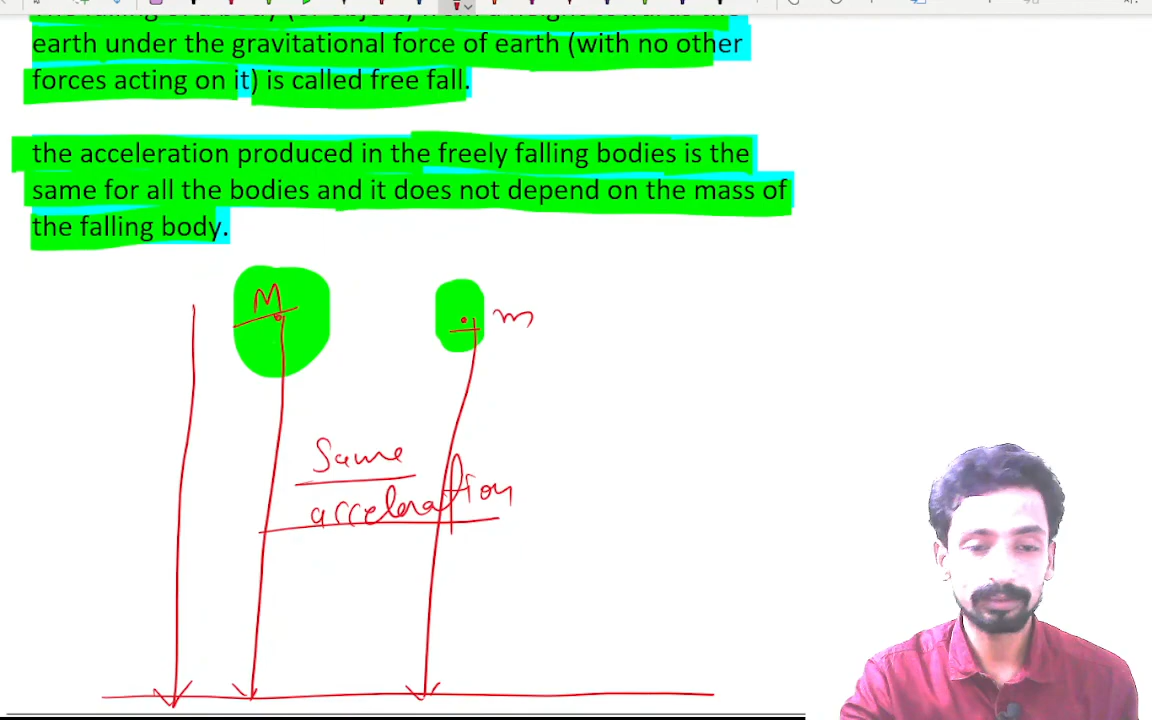 earth under the gravitational force of earth (with no other
forces acting on it) is called free fall.
the acceleration produced in the freely falling bodies is the
same for all the bodies and it does not depend on the mass of
the falling body.
M
m
Same
acceleration